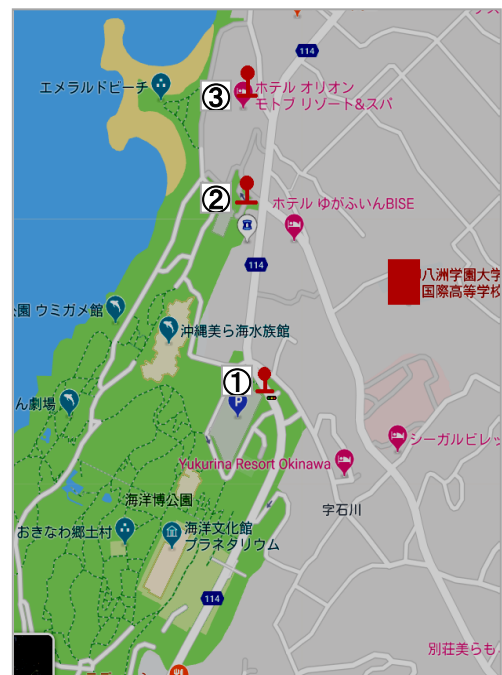 114
エメラルドビーチ
③
ホテル オリオン
モトブ リゾート&スパ
②
ホテル ゆがふいんBISE
114
八洲学園大学
国際高等学校
公園 ウミガメ館
沖縄美ら海水族館
①
P
ん劇場
シーガルビレッ
Yukurina Resort Okinawa
海洋博公園
字石川
おきなわ郷土村
海洋文化館
プラネタリウム
114
別荘美らも